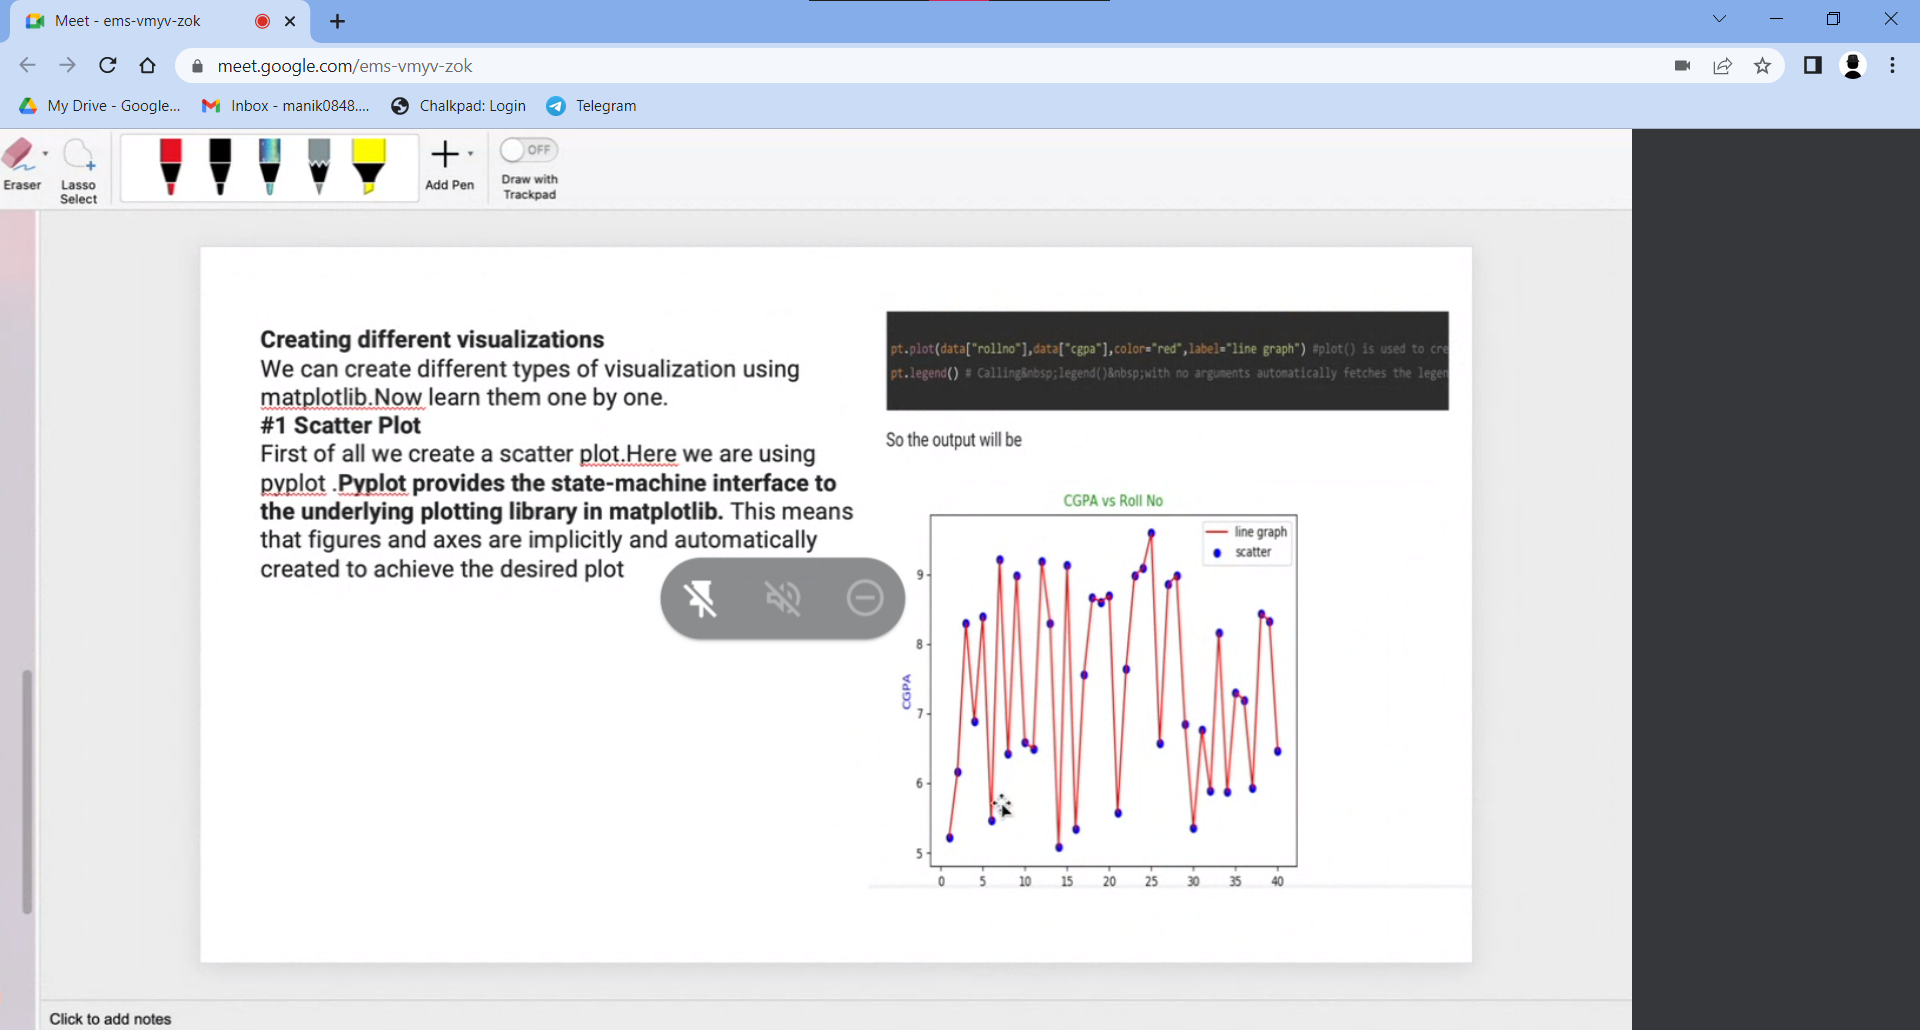 Meet - ems-vmyv-zok
meet.google.com/ems-vmyv-zok
My Drive - Google...
Inbox - manik0848....
Chalkpad: Login
Telegram
Eraser
Lasso
Select
Add Pen
OFF
Draw with
Trackpad
Creating different visualizations
We can create different types of visualization using
matplotlib.Now learn them one by one.
#1 Scatter Plot
First of all we create a scatter plot.Here we are using
pyplot .Pyplot provides the state-machine interface to
the underlying plotting library in matplotlib. This means
that figures and axes are implicitly and automatically
created to achieve the desired plot
pt.plot(data["rollno"],data["cgpa"],color="red",label="line graph") #plot() is used to cre
pt.legend() # Calling&nbsp;legend()&nbsp;with no arguments automatically fetches the legen
So the output will be
CGPA vs Roll No
line graph
scatter
CGPA
9
8
7
6
5
0 5 10 15 20 25 30 35 40
Click to add notes